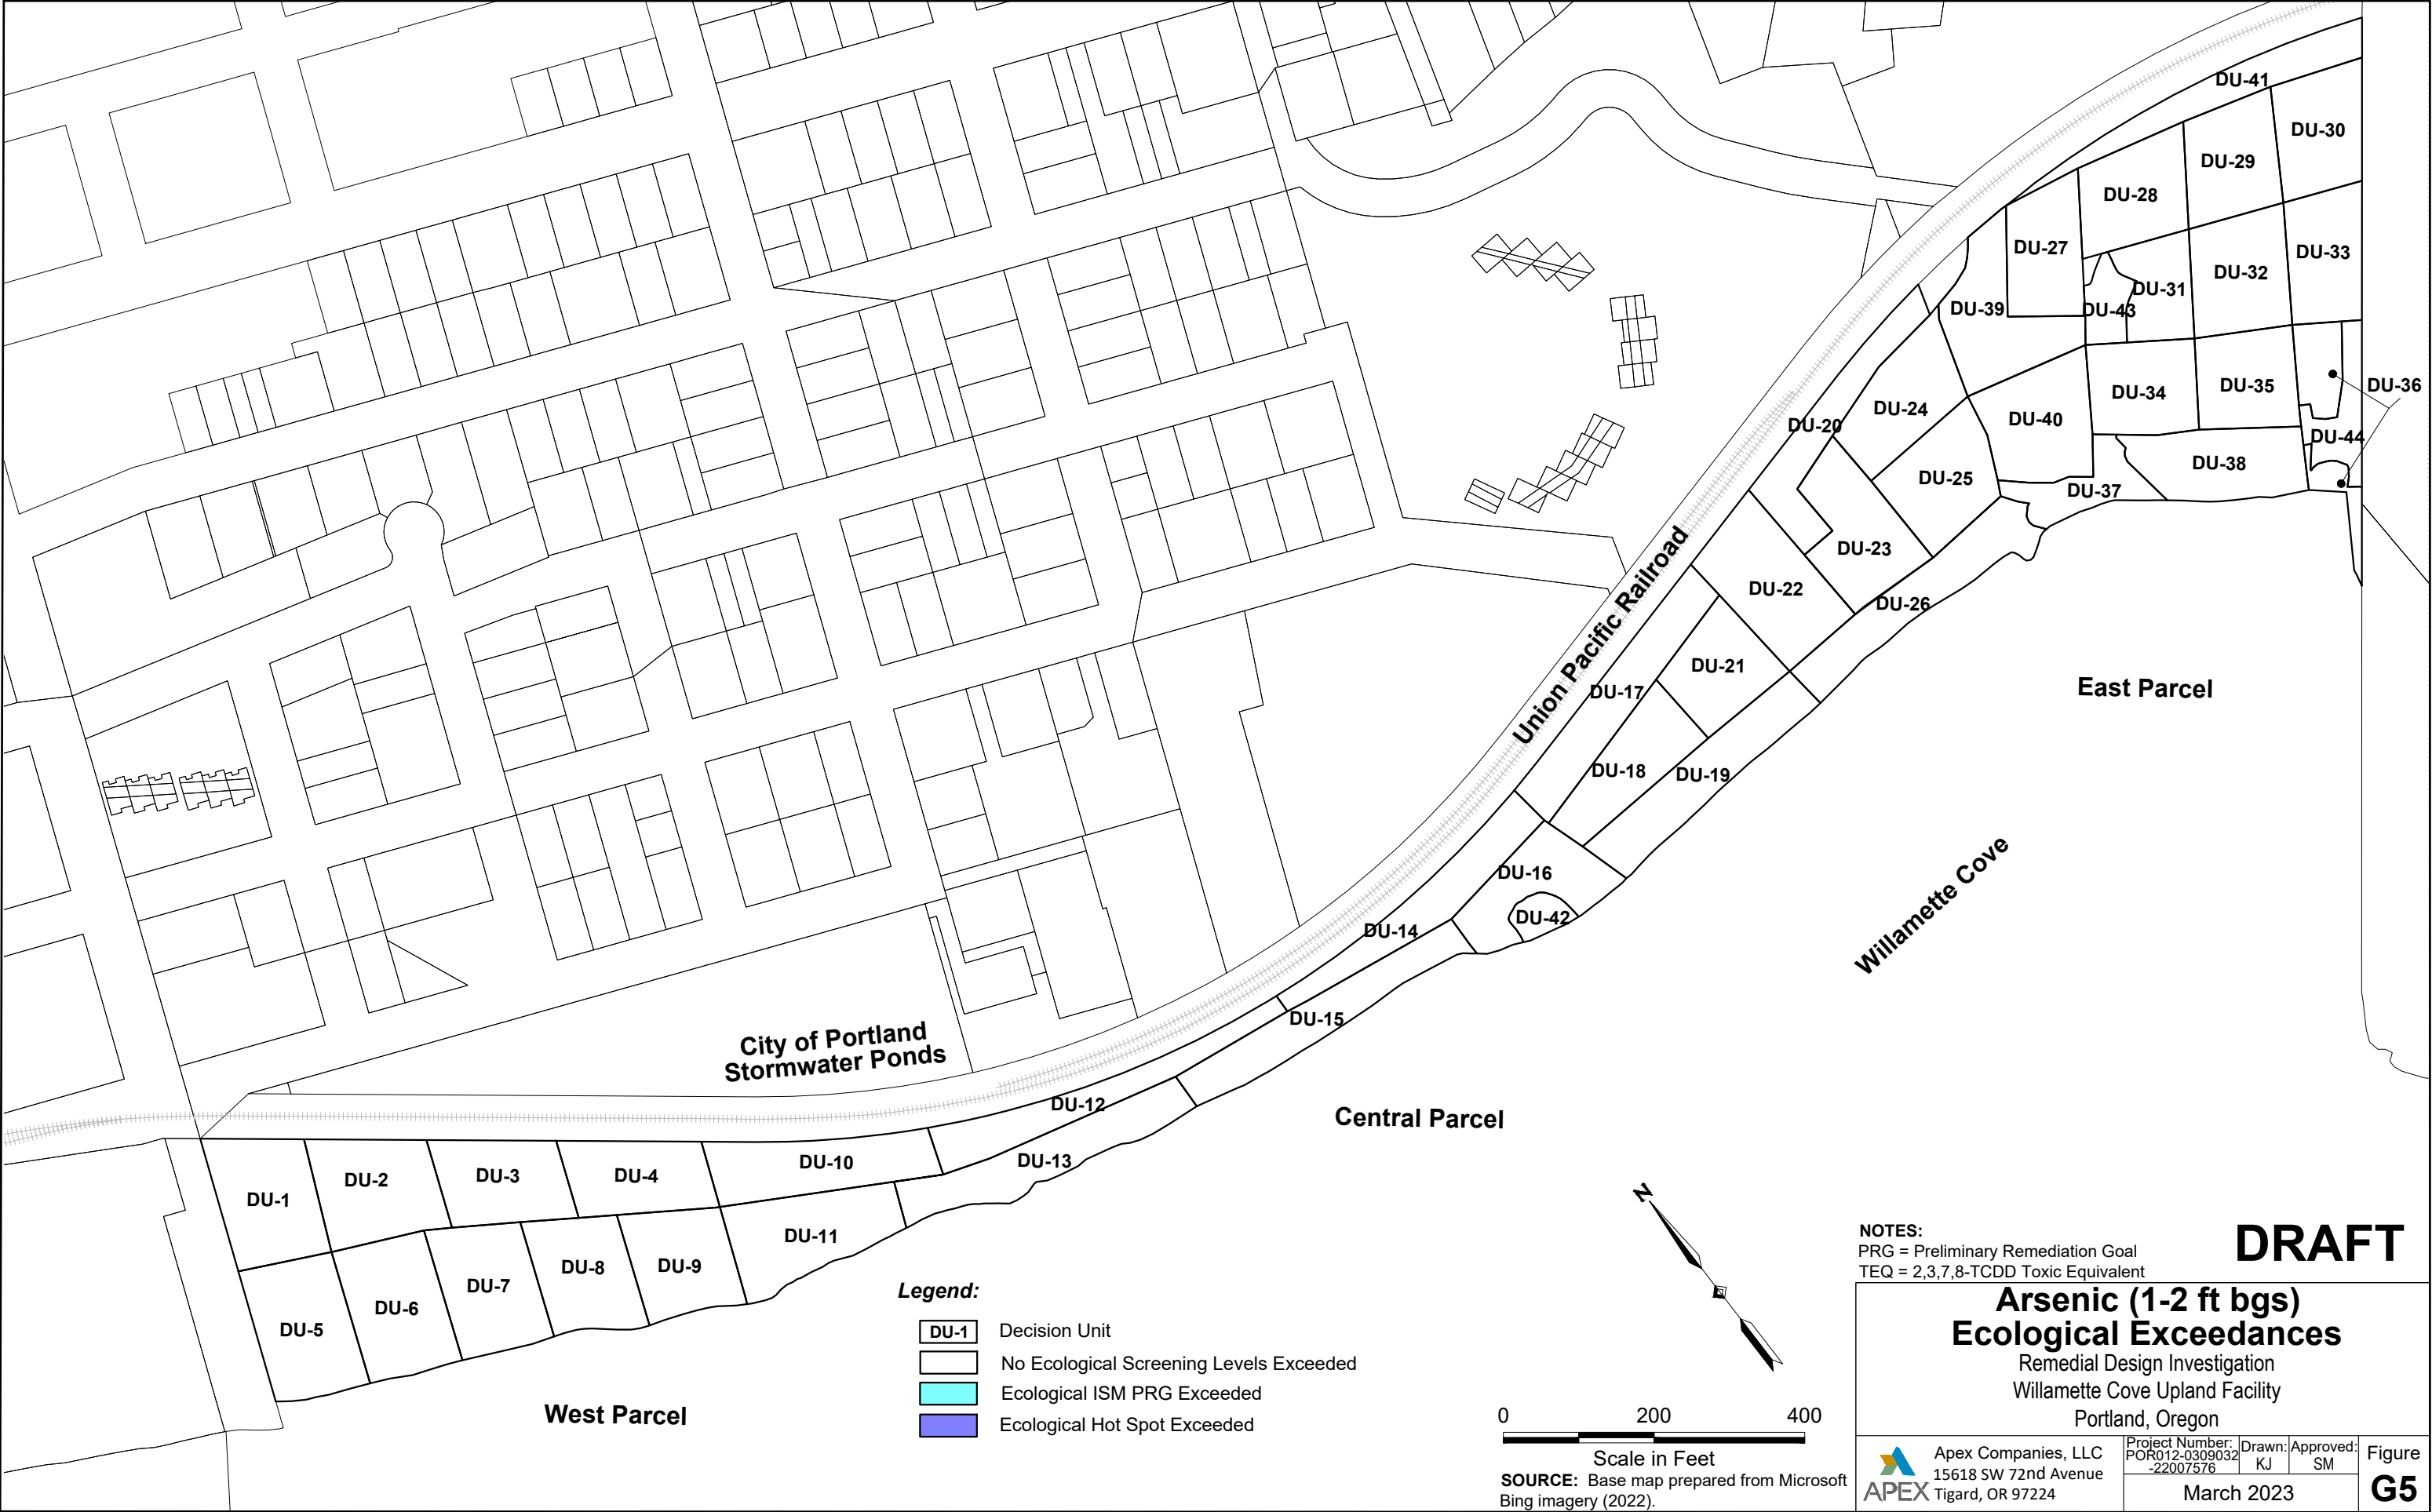 DU-41
DU-30
DU-29
DU-28
DU-27
DU-33
DU-32
DU-31
DU-43
DU-39
DU-36
DU-35
DU-34
DU-24
DU-40
DU-20
DU-44
DU-38
DU-25
DU-37
DU-23
DU-22
DU-26
Union Pacific Railroad
DU-21
East Parcel
DU-17
DU-18
DU-19
DU-16
DU-42
Willamette Cove
DU-14
DU-15
City of Portland
Stormwater Ponds
DU-12
Central Parcel
DU-13
DU-10
DU-4
DU-3
DU-2
DU-1
DU-11
DU-9
DU-8
DU-7
DU-6
DU-5
West Parcel
Legend:
DU-1 Decision Unit
No Ecological Screening Levels Exceeded
Ecological ISM PRG Exceeded
Ecological Hot Spot Exceeded
N
0 200 400
Scale in Feet
SOURCE: Base map prepared from Microsoft
Bing imagery (2022).
NOTES:
PRG = Preliminary Remediation Goal
TEQ = 2,3,7,8-TCDD Toxic Equivalent
DRAFT
Arsenic (1-2 ft bgs)
Ecological Exceedances
Remedial Design Investigation
Willamette Cove Upland Facility
Portland, Oregon
APEX
Apex Companies, LLC
15618 SW 72nd Avenue
Tigard, OR 97224
Project Number:
POR012-0309032
-22007576
Drawn:
KJ
Approved:
SM
March 2023
Figure
G5